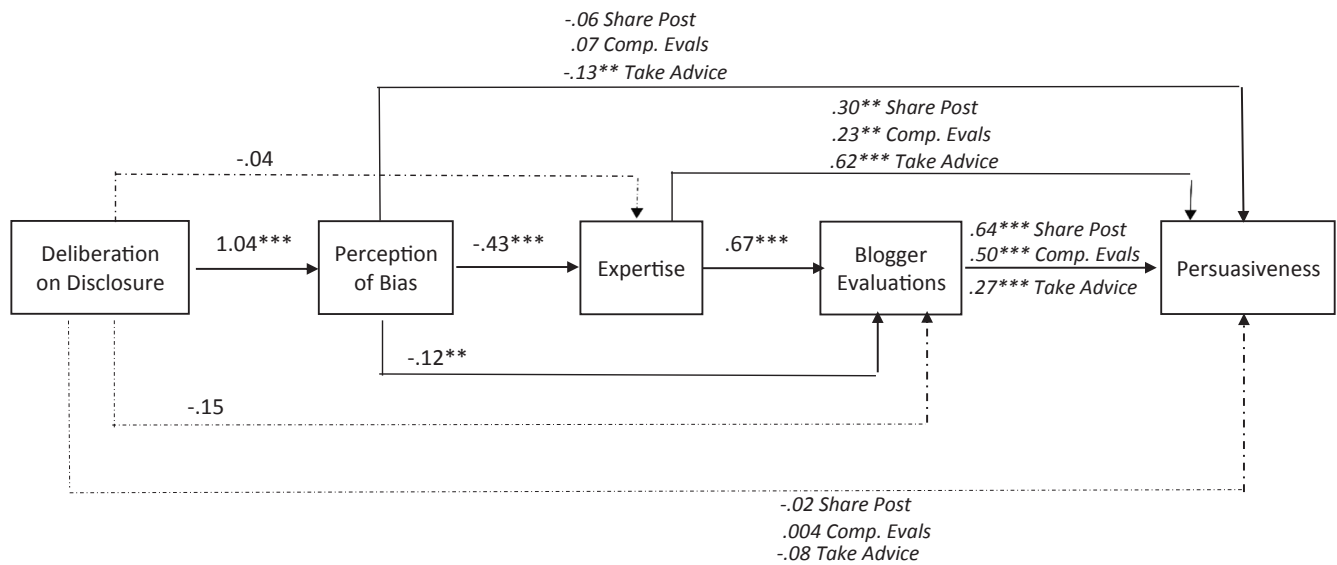 -.06 Share Post
.07 Comp. Evals
-.13** Take Advice
.30** Share Post
.23** Comp. Evals
.62*** Take Advice
-.04
Deliberation
on Disclosure
1.04***
Perception
of Bias
-.43***
Expertise
.67***
Blogger
Evaluations
.64*** Share Post
.50*** Comp. Evals
.27*** Take Advice
Persuasiveness
-.12**
-.15
-.02 Share Post
.004 Comp. Evals
-.08 Take Advice